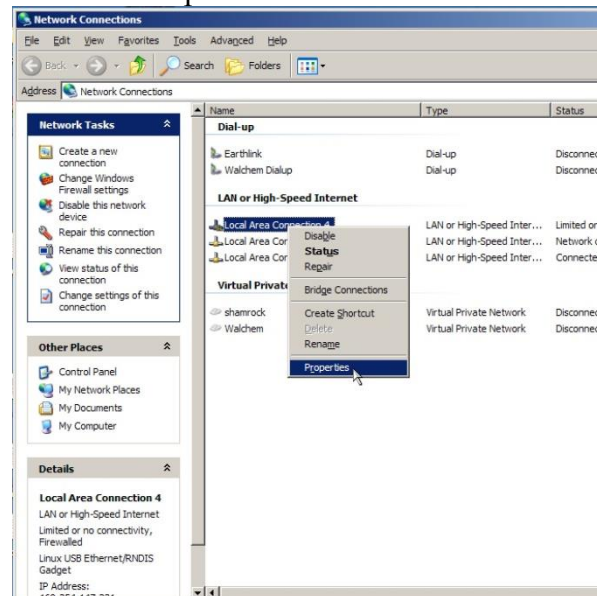 Network Connections
File Edit View Favorites Tools Advanced Help
Back Search Folders
Address Network Connections
Name Type Status
Network Tasks
Create a new
connection
Change Windows
Firewall settings
Disable this network
device
Repair this connection
Rename this connection
View status of this
connection
Change settings of this
connection
Other Places
Control Panel
My Network Places
My Documents
My Computer
Details
Local Area Connection 4
LAN or High-Speed Internet
Limited or no connectivity,
Firewalled
Linux USB Ethernet/RNDIS
Gadget
IP Address:
Dial-up
Earthlink Dial-up Disconnec
Walchem Dialup Dial-up Disconnec
LAN or High-Speed Internet
Local Area Connection 4 LAN or High-Speed Inter... Limited or
Local Area Cor LAN or High-Speed Inter... Network
Local Area Cor LAN or High-Speed Inter... Connecte
Virtual Private
shamrock Virtual Private Network Disconnec
Walchem Virtual Private Network Disconnec
Disable
Status
Repair
Bridge Connections
Create Shortcut
Delete
Rename
Properties